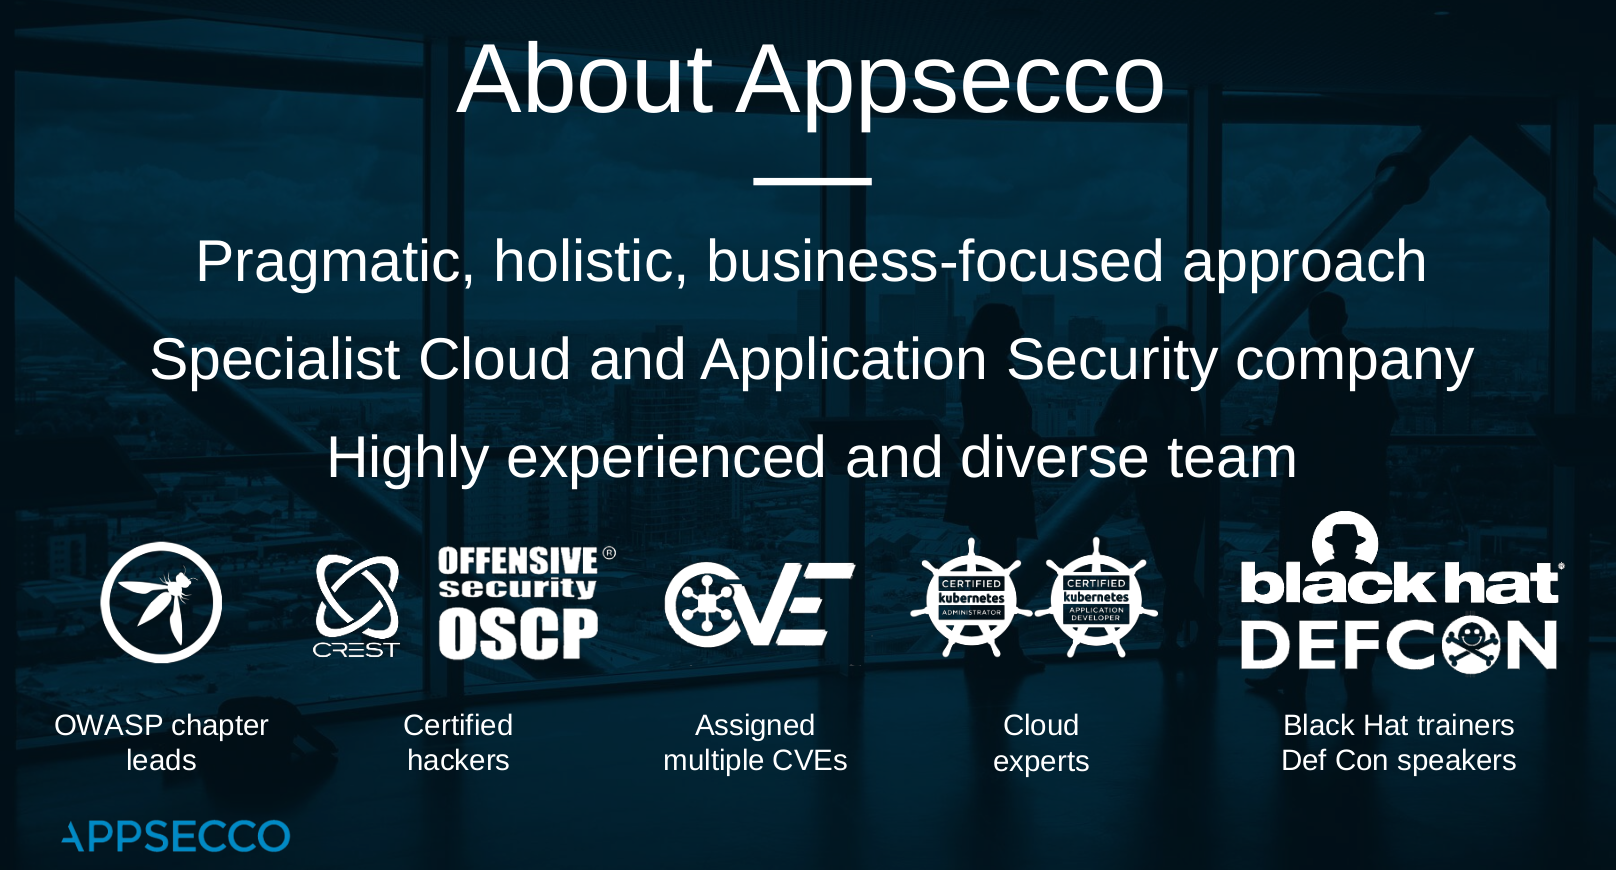 About Appsecco
Pragmatic, holistic, business-focused approach
Specialist Cloud and Application Security company
Highly experienced and diverse team
CREST
OFFENSIVE ®
security
OSCP
CVE
CERTIFIED
kubernetes
ADMINISTRATOR
CERTIFIED
kubernetes
APPLICATION
DEVELOPER
black hat
DEFCON
OWASP chapter
leads
Certified
hackers
Assigned
multiple CVEs
Cloud
experts
Black Hat trainers
Def Con speakers
APPSECCO